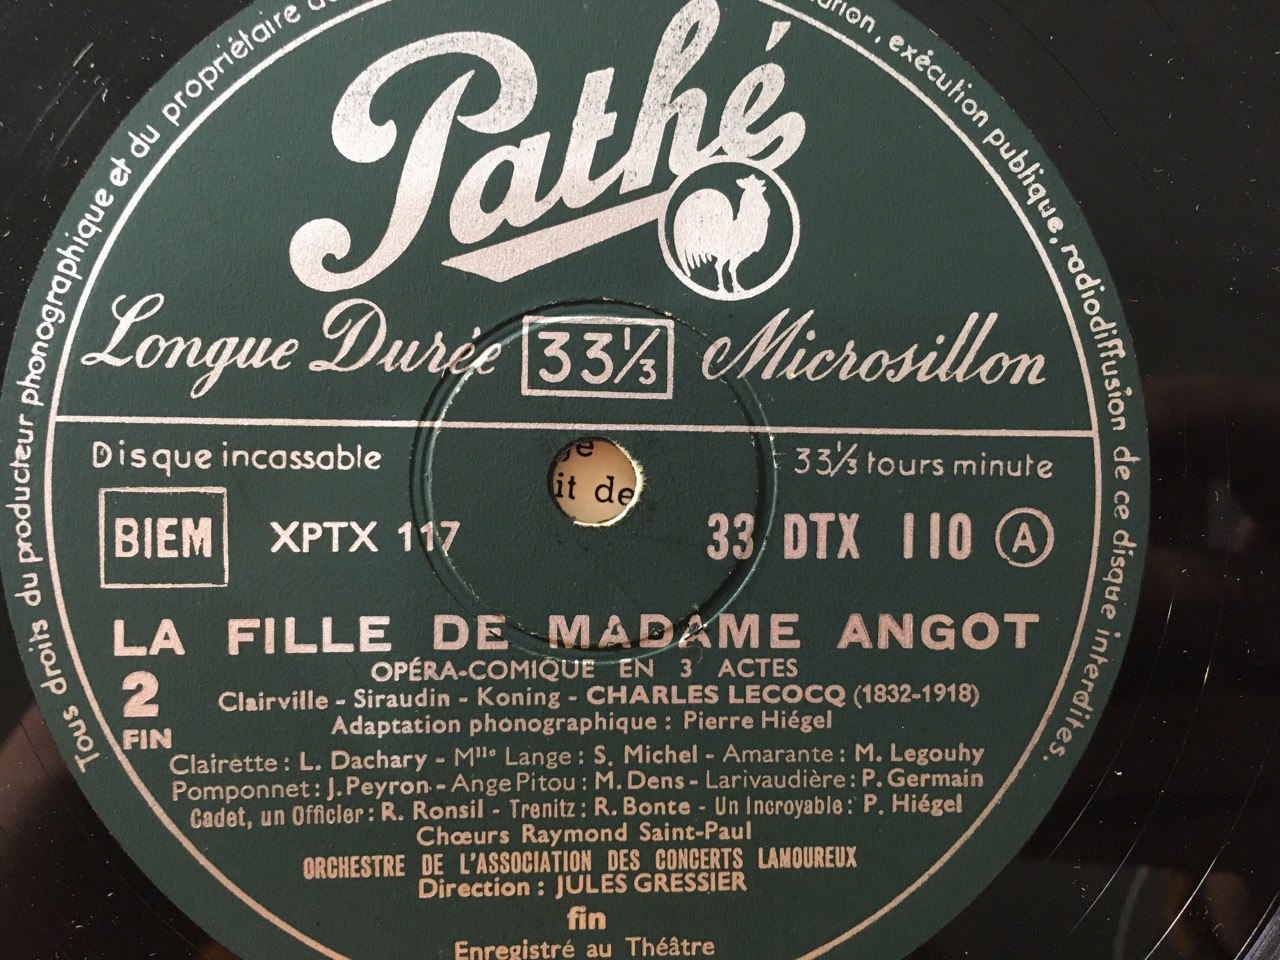 Tous droits du producteur phonographique et du propriétaire
exécution publique, radiodiffusion de ce disque interdites.
Pathé
Longue Durée 33⅓ Microsillon
Disque incassable 33⅓ tours minute
it de
BIEM XPTX 117 33 DTX 110 A
LA FILLE DE MADAME ANGOT
OPÉRA-COMIQUE EN 3 ACTES
2 Clairville - Siraudin - Koning - CHARLES LECOCQ (1832-1918)
FIN Adaptation phonographique : Pierre Hiégel
Clairette : L. Dachary - Mlle Lange : S. Michel - Amarante : M. Legouhy
Pomponnet : J. Peyron - Ange Pitou : M. Dens - Larivaudière : P. Germain
Cadet, un Officier : R. Ronsil - Trenitz : R. Bonte - Un Incroyable : P. Hiégel
Chœurs Raymond Saint-Paul
ORCHESTRE DE L'ASSOCIATION DES CONCERTS LAMOUREUX
Direction : JULES GRESSIER
fin
Enregistré au Théâtre